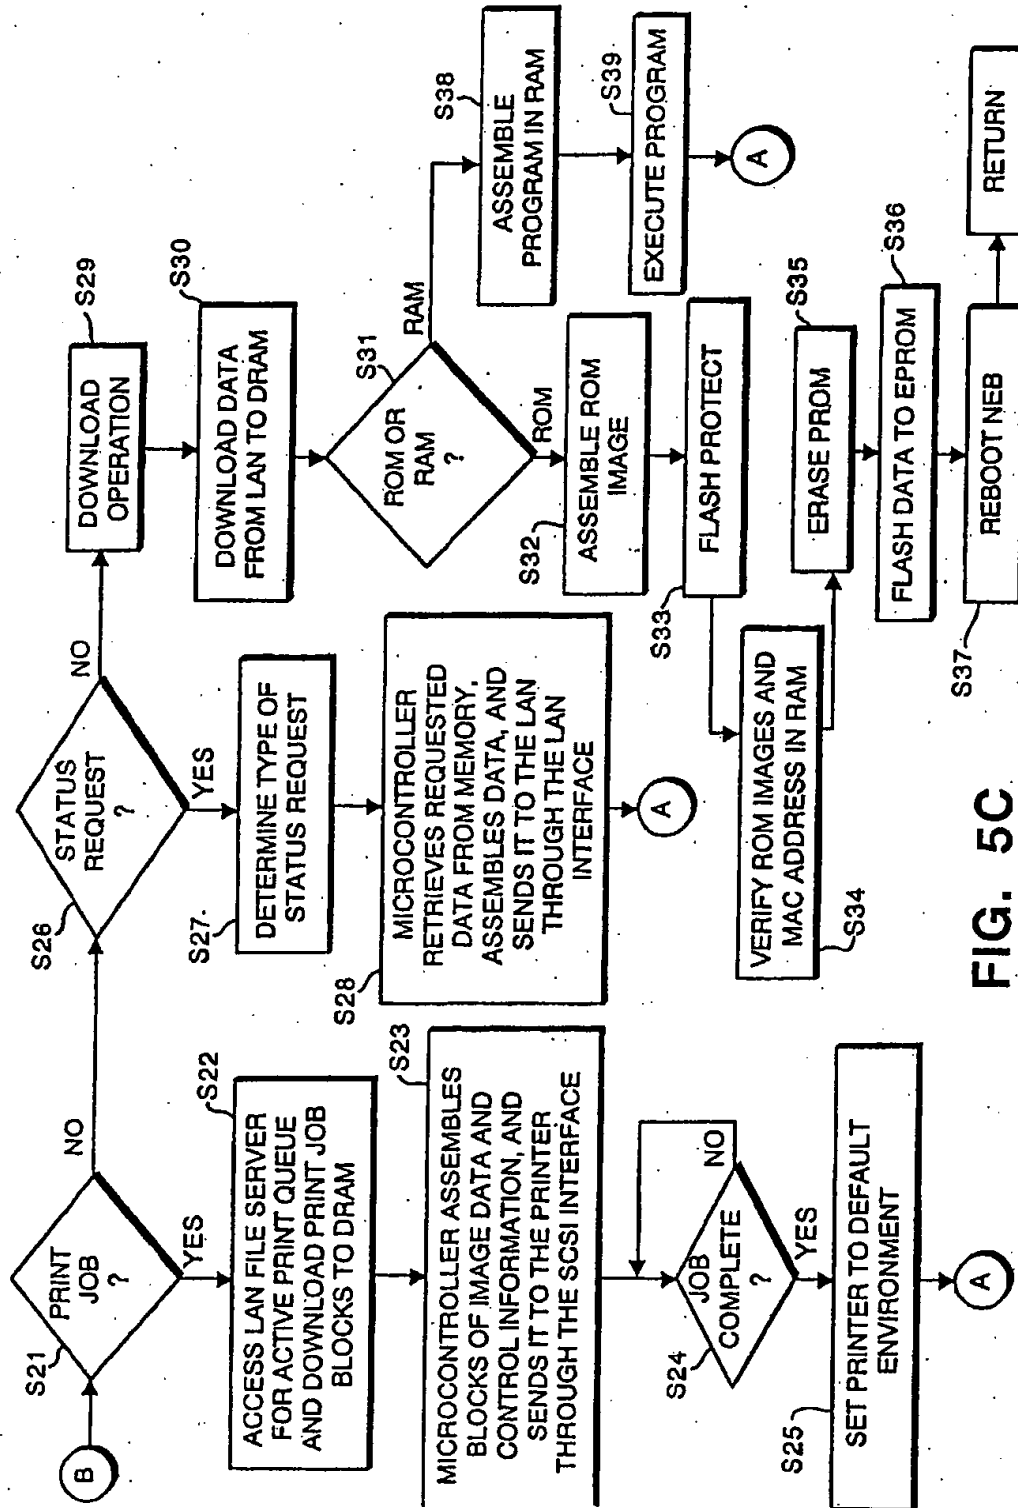 B
S21
PRINT
JOB
?
NO
YES
S22
ACCESS LAN FILE SERVER
FOR ACTIVE PRINT QUEUE
AND DOWNLOAD PRINT JOB
BLOCKS TO DRAM
S23
MICROCONTROLLER ASSEMBLES
BLOCKS OF IMAGE DATA AND
CONTROL INFORMATION, AND
SENDS IT TO THE PRINTER
THROUGH THE SCSI INTERFACE
S24
JOB
COMPLETE
?
NO
YES
S25
SET PRINTER TO DEFAULT
ENVIRONMENT
A
S26
STATUS
REQUEST
?
NO
YES
S27
DETERMINE TYPE OF
STATUS REQUEST
S28
MICROCONTROLLER
RETRIEVES REQUESTED
DATA FROM MEMORY,
ASSEMBLES DATA, AND
SENDS IT TO THE LAN
THROUGH THE LAN
INTERFACE
A
S29
DOWNLOAD
OPERATION
S30
DOWNLOAD DATA
FROM LAN TO DRAM
S31
ROM OR
RAM
?
RAM
ROM
S32
ASSEMBLE ROM
IMAGE
S33
FLASH PROTECT
VERIFY ROM IMAGES AND
MAC ADDRESS IN RAM
S34
S35
ERASE PROM
S36
FLASH DATA TO EPROM
S37
REBOOT NEB
RETURN
S38
ASSEMBLE
PROGRAM IN RAM
S39
EXECUTE PROGRAM
A
FIG. 5C